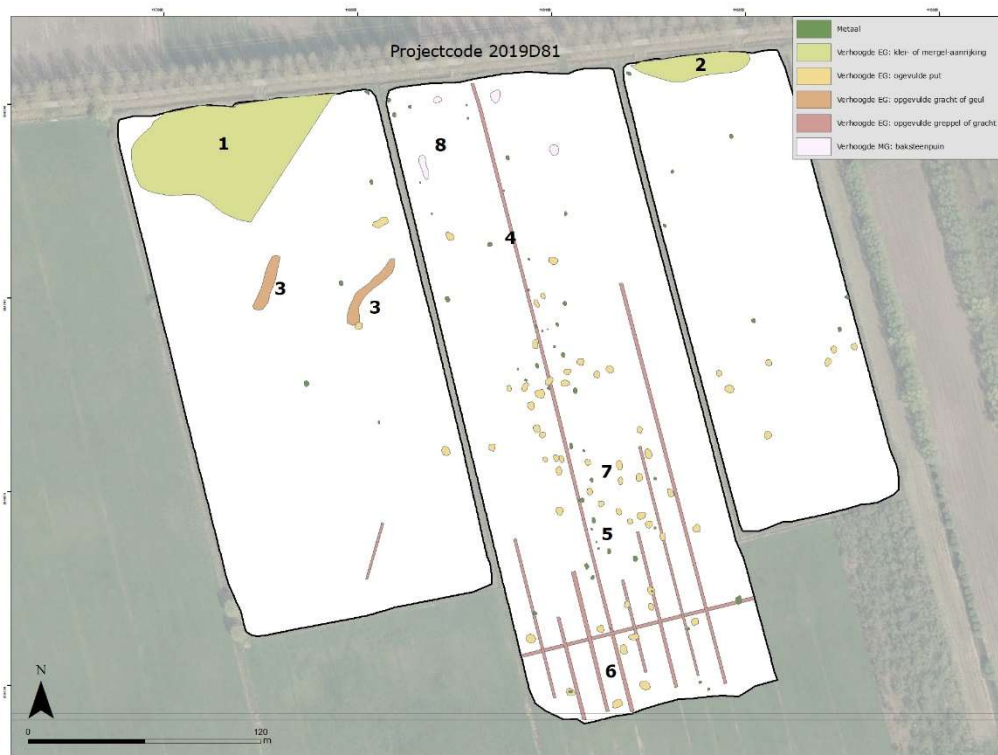 Projectcode 2019D81
Metaal
Verhoogde EG: klei- of mergel-aanrijking
Verhoogde EG: ogevulde put
Verhoogde EG: opgevulde gracht of geul
Verhoogde EG: opgevulde greppel of gracht
Verhoogde MG: baksteenpuin
2
1
8
4
3
3
7
5
6
N
0
120
m